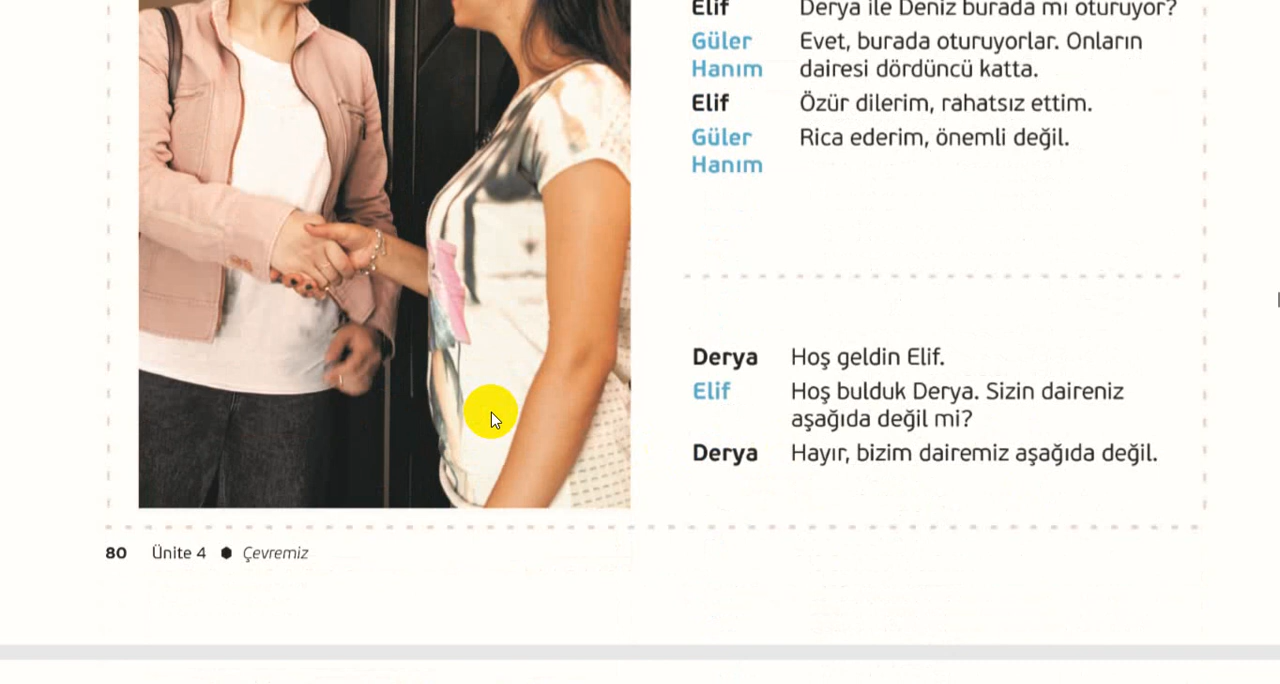 Elif Derya ile Deniz burada mı oturuyor?
Güler Evet, burada oturuyorlar. Onların
Hanım dairesi dördüncü katta.
Elif Özür dilerim, rahatsız ettim.
Güler Rica ederim, önemli değil.
Hanım
Derya Hoş geldin Elif.
Elif Hoş bulduk Derya. Sizin daireniz
aşağıda değil mi?
Derya Hayır, bizim dairemiz aşağıda değil.
80 Ünite 4 Çevremiz